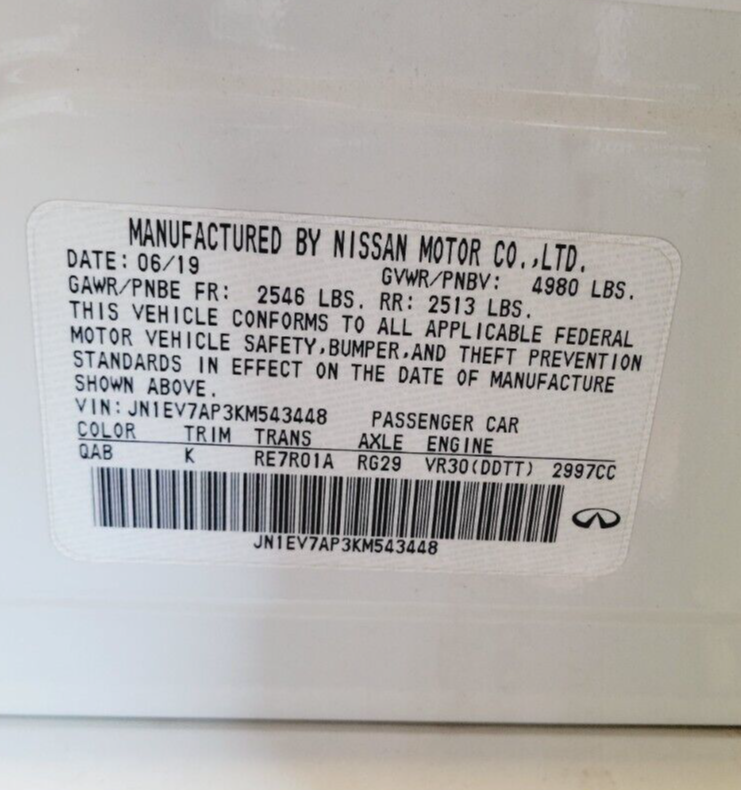 MANUFACTURED BY NISSAN MOTOR CO.,LTD.
DATE: 06/19 GVWR/PNBV: 4980 LBS.
GAWR/PNBE FR: 2546 LBS. RR: 2513 LBS.
THIS VEHICLE CONFORMS TO ALL APPLICABLE FEDERAL
MOTOR VEHICLE SAFETY,BUMPER,AND THEFT PREVENTION
STANDARDS IN EFFECT ON THE DATE OF MANUFACTURE
SHOWN ABOVE.
VIN: JN1EV7AP3KM543448 PASSENGER CAR
COLOR TRIM TRANS AXLE ENGINE
QAB K RE7R01A RG29 VR30(DDTT) 2997CC
JN1EV7AP3KM543448